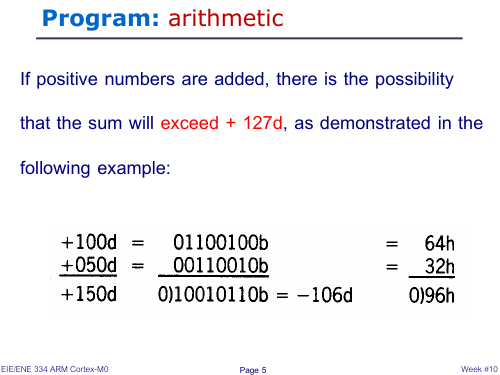 Program: arithmetic
If positive numbers are added, there is the possibility
that the sum will exceed + 127d, as demonstrated in the
following example:
+100d = 01100100b = 64h
+050d = 00110010b = 32h
+150d 0)10010110b = −106d 0)96h
EIE/ENE 334 ARM Cortex-M0 Page 5 Week #10